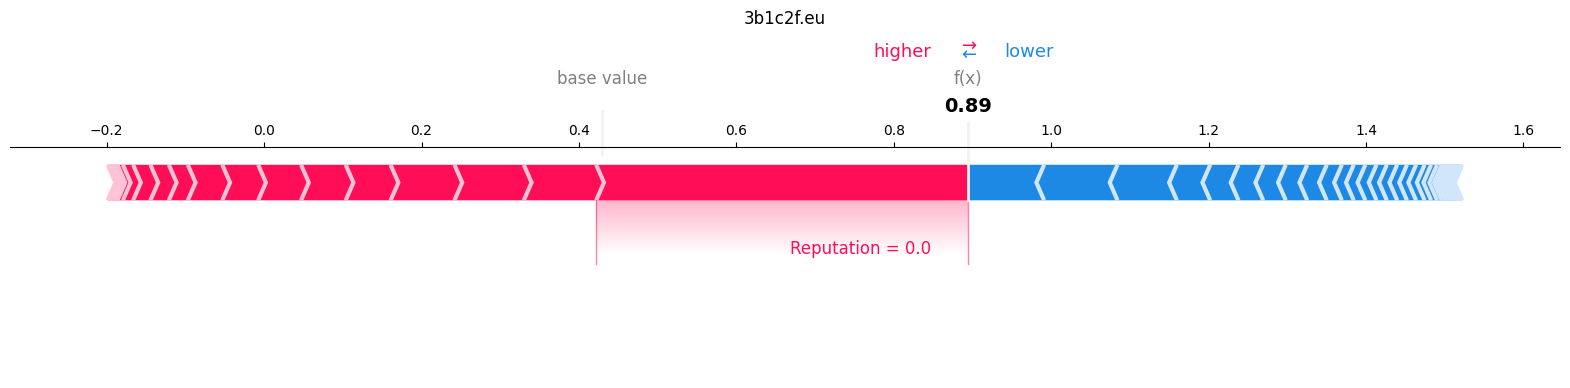 3b1c2f.eu
higher ⇄ lower
base value f(x)
0.89
−0.2 0.0 0.2 0.4 0.6 0.8 1.0 1.2 1.4 1.6
Reputation = 0.0